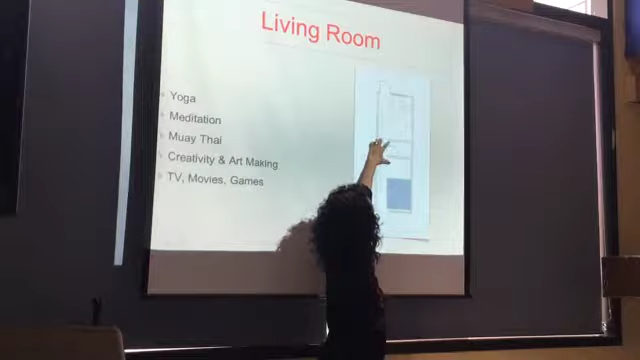 Living Room
Yoga
Meditation
Muay Thai
Creativity & Art Making
TV, Movies, Games